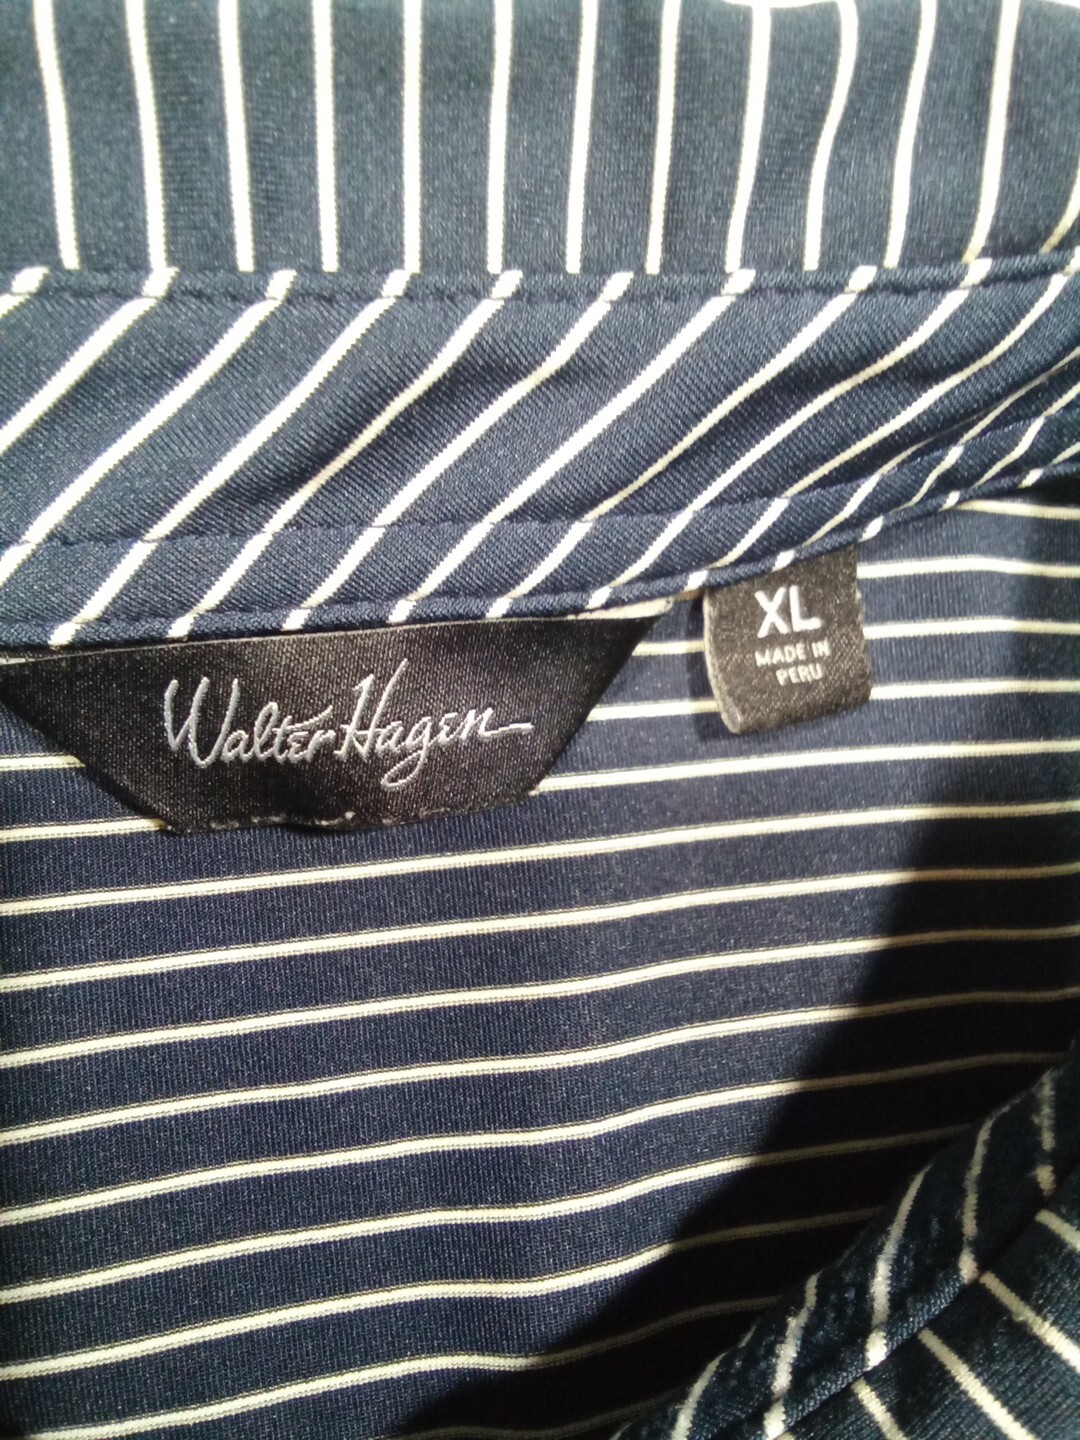 Walter Hagen
XL
MADE IN
PERU